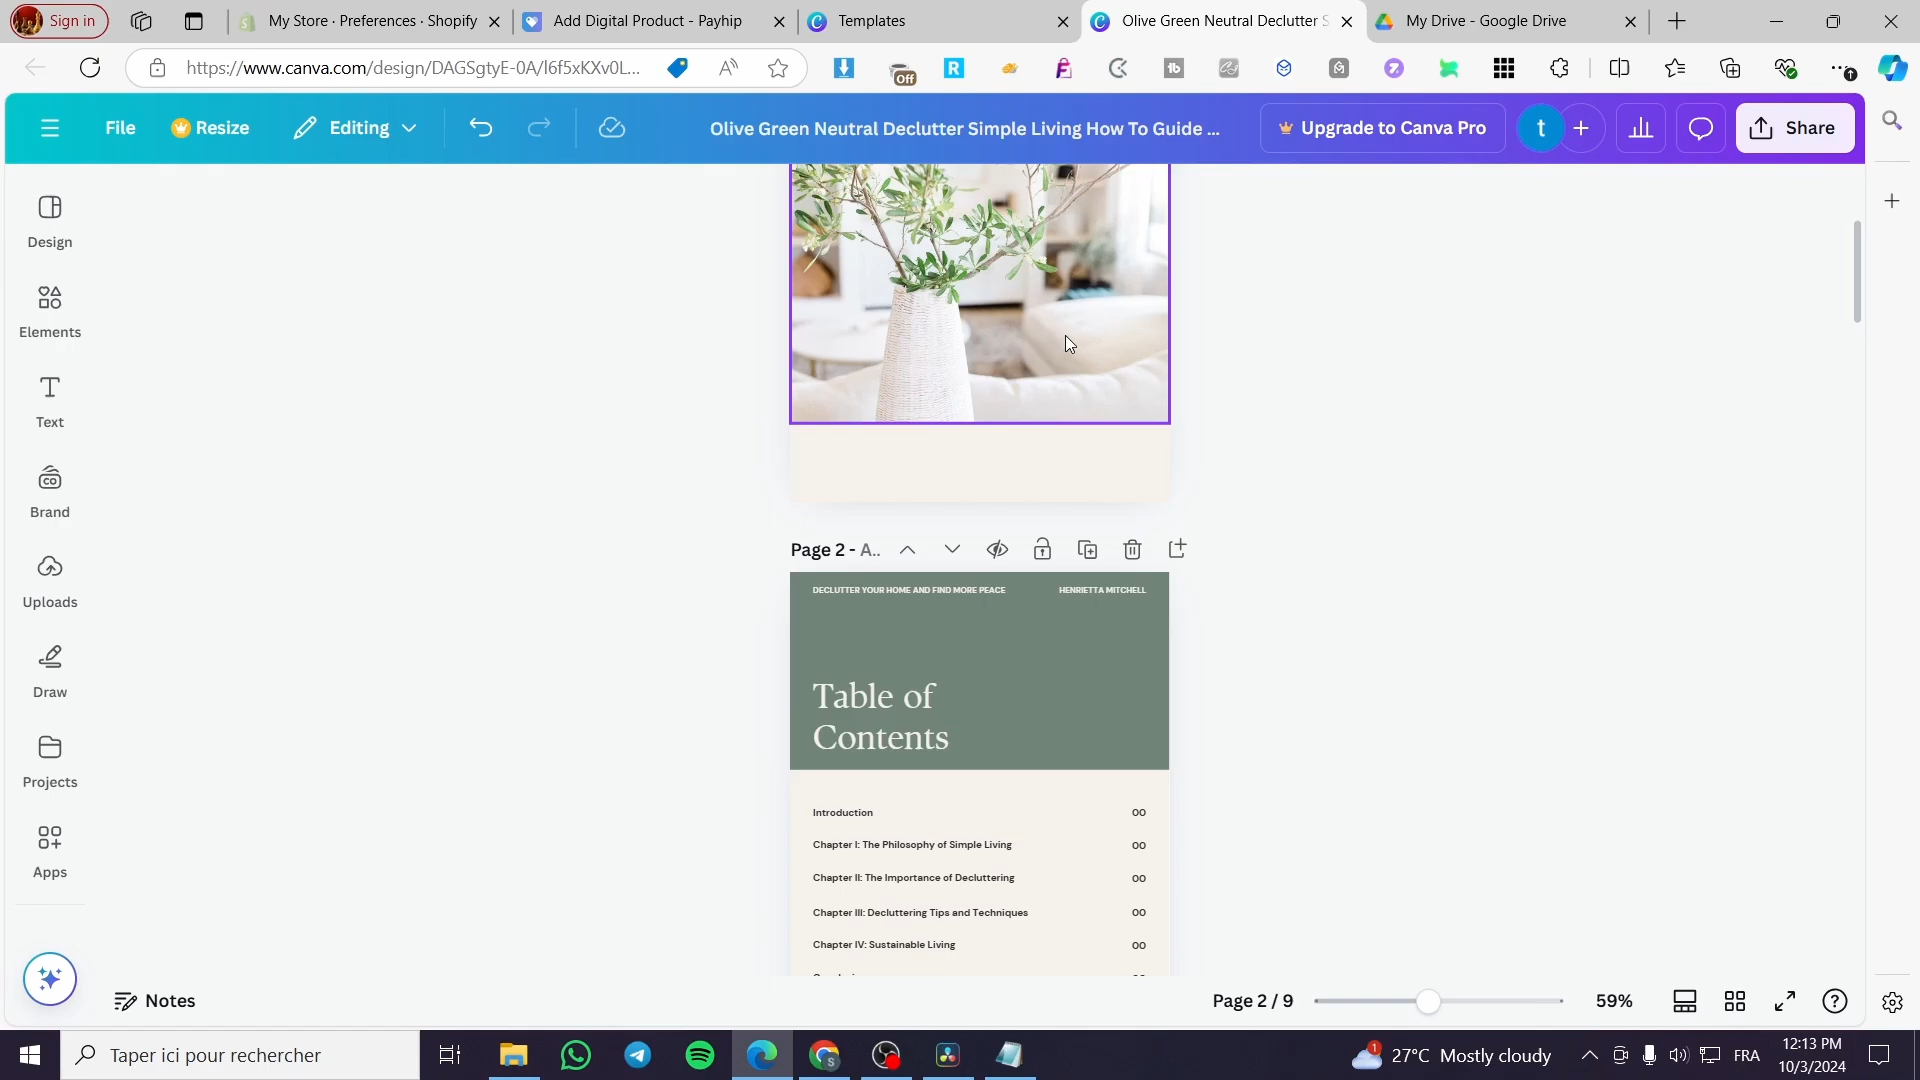 Sign in
My Store · Preferences · Shopify
Add Digital Product - Payhip
Templates
Olive Green Neutral Declutter S
My Drive - Google Drive
https://www.canva.com/design/DAGSgtyE-0A/l6f5xKXv0L...
Off
File
Resize
Editing
Olive Green Neutral Declutter Simple Living How To Guide ...
Upgrade to Canva Pro
t
Share
Design
Elements
Text
Brand
Uploads
Draw
Projects
Apps
Page 2 - A..
DECLUTTER YOUR HOME AND FIND MORE PEACE
HENRIETTA MITCHELL
Table of
Contents
Introduction 00
Chapter I: The Philosophy of Simple Living 00
Chapter II: The Importance of Decluttering 00
Chapter III: Decluttering Tips and Techniques 00
Chapter IV: Sustainable Living 00
Notes
Page 2 / 9
59%
Taper ici pour rechercher
1
27°C Mostly cloudy
FRA
12:13 PM
10/3/2024